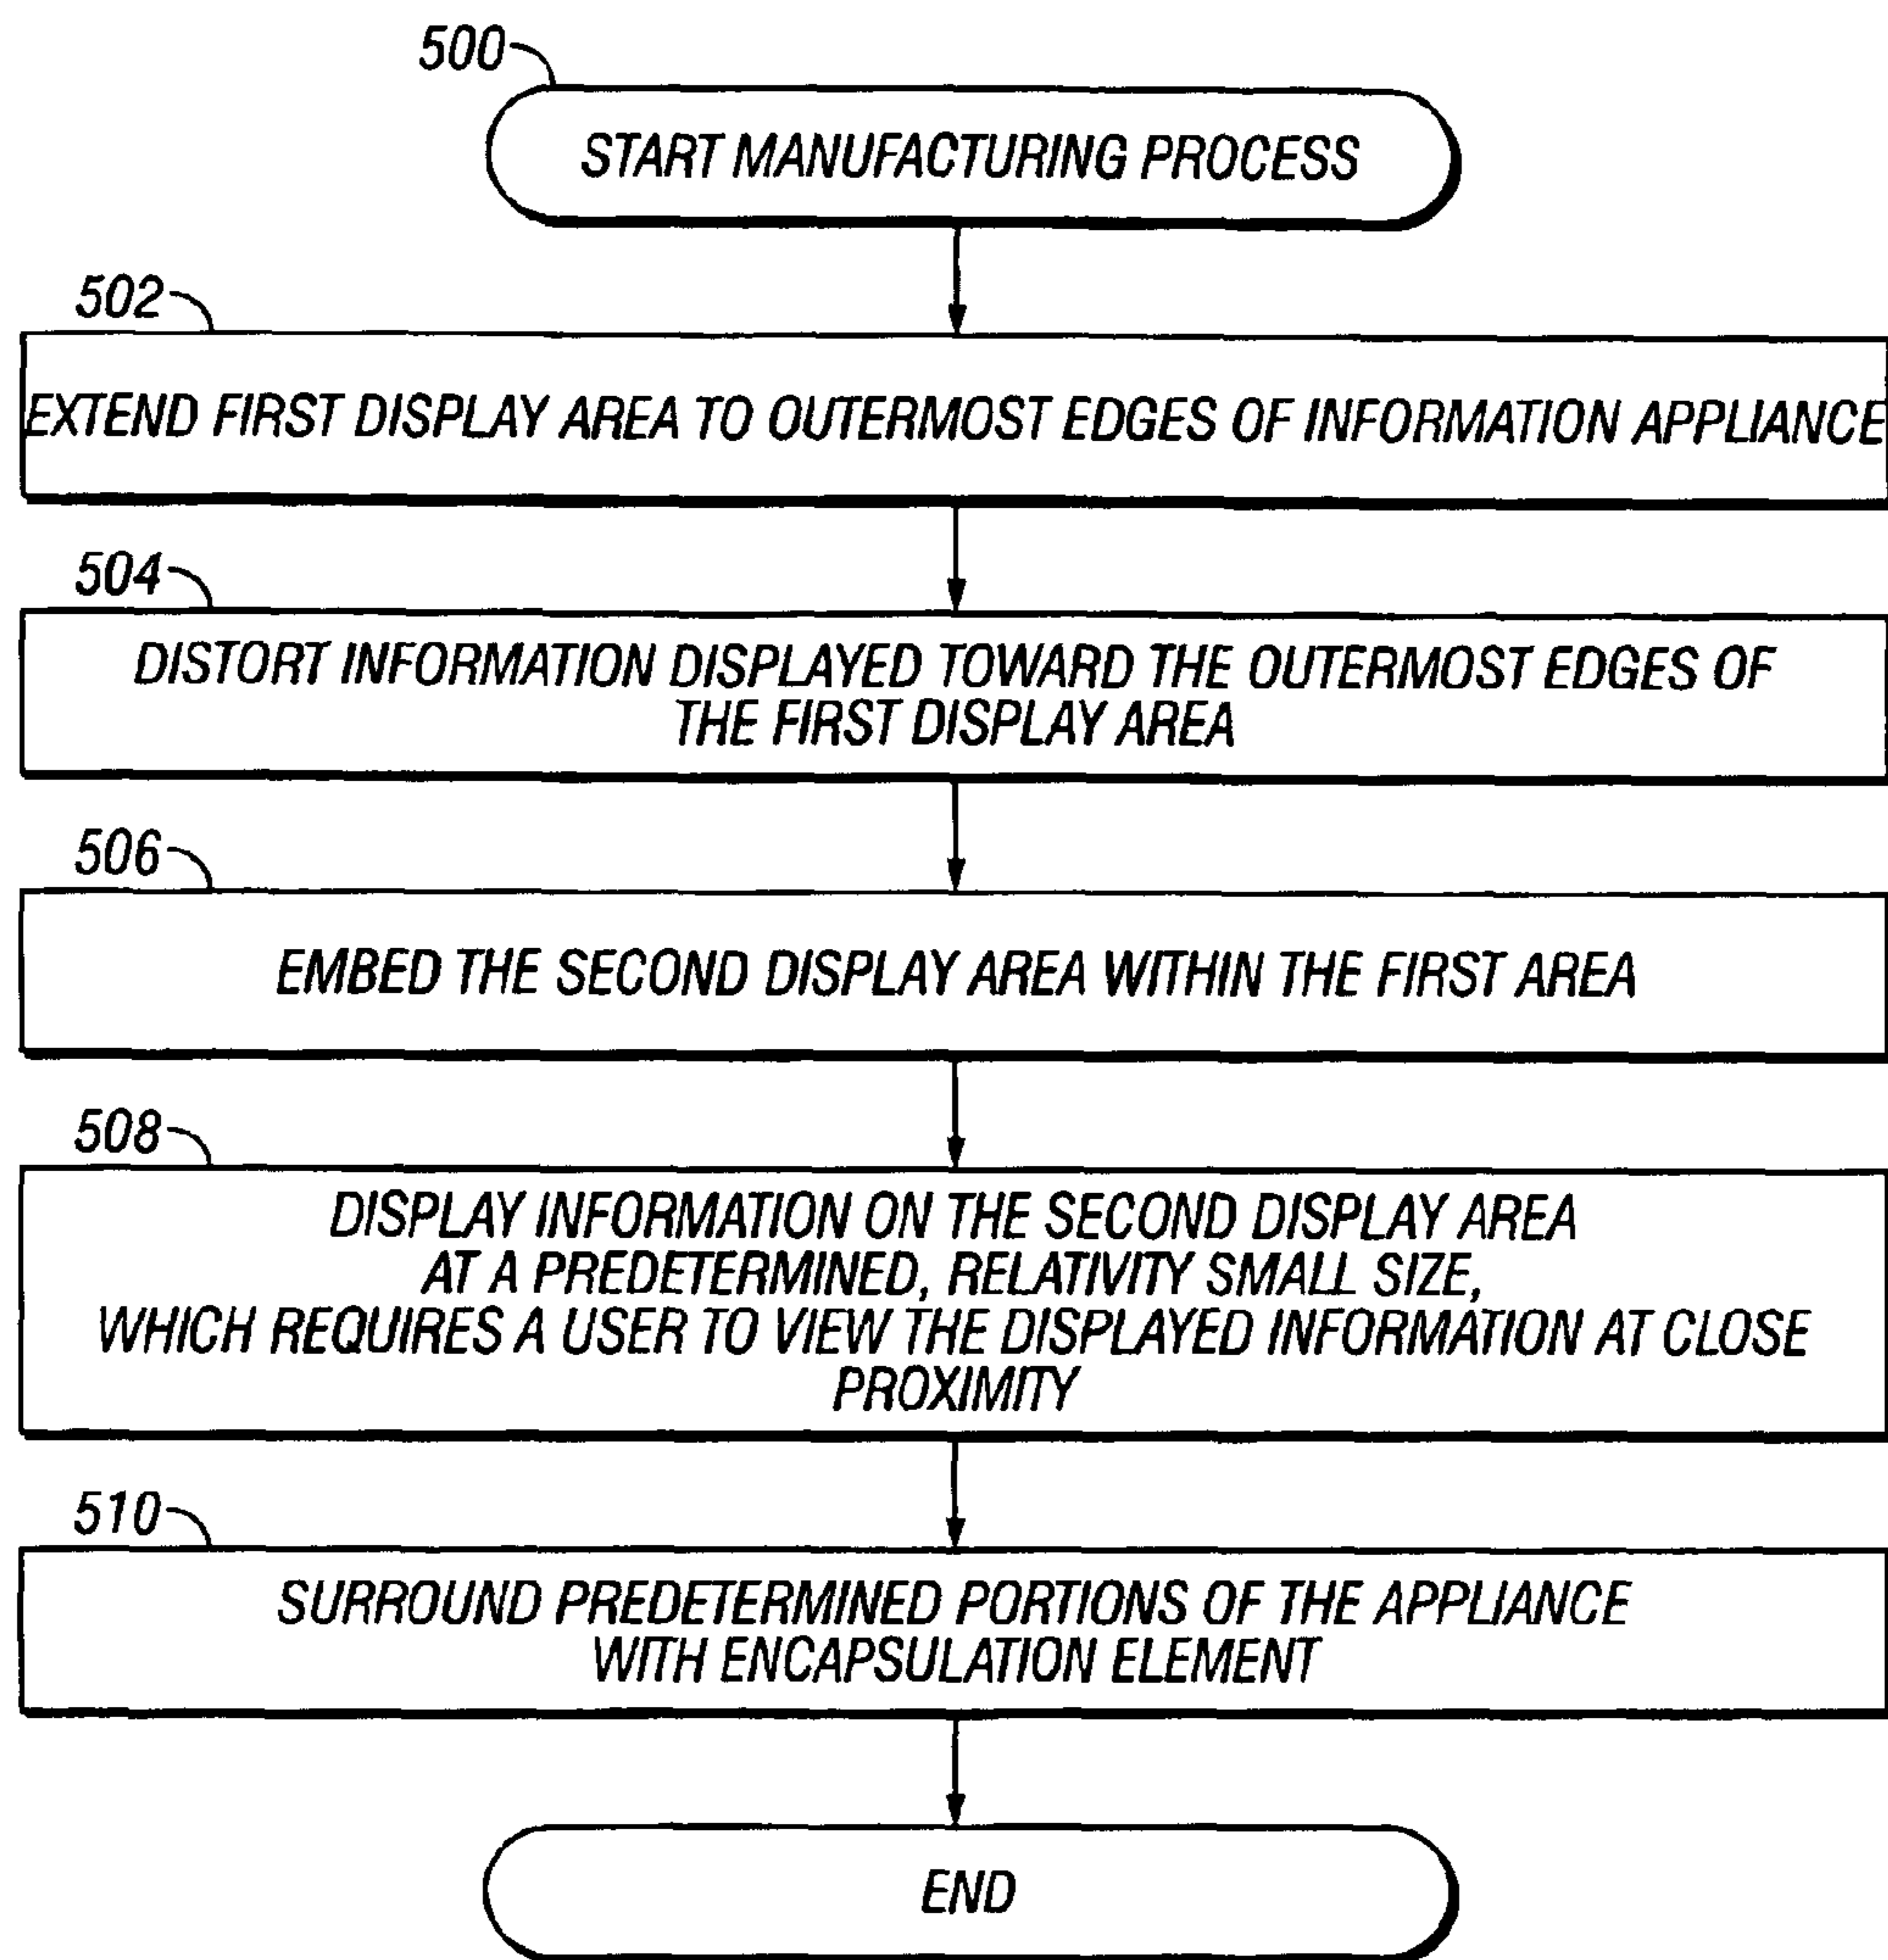 500
START MANUFACTURING PROCESS
502
EXTEND FIRST DISPLAY AREA TO OUTERMOST EDGES OF INFORMATION APPLIANCE
504
DISTORT INFORMATION DISPLAYED TOWARD THE OUTERMOST EDGES OF
THE FIRST DISPLAY AREA
506
EMBED THE SECOND DISPLAY AREA WITHIN THE FIRST AREA
508
DISPLAY INFORMATION ON THE SECOND DISPLAY AREA
AT A PREDETERMINED, RELATIVITY SMALL SIZE,
WHICH REQUIRES A USER TO VIEW THE DISPLAYED INFORMATION AT CLOSE
PROXIMITY
510
SURROUND PREDETERMINED PORTIONS OF THE APPLIANCE
WITH ENCAPSULATION ELEMENT
END